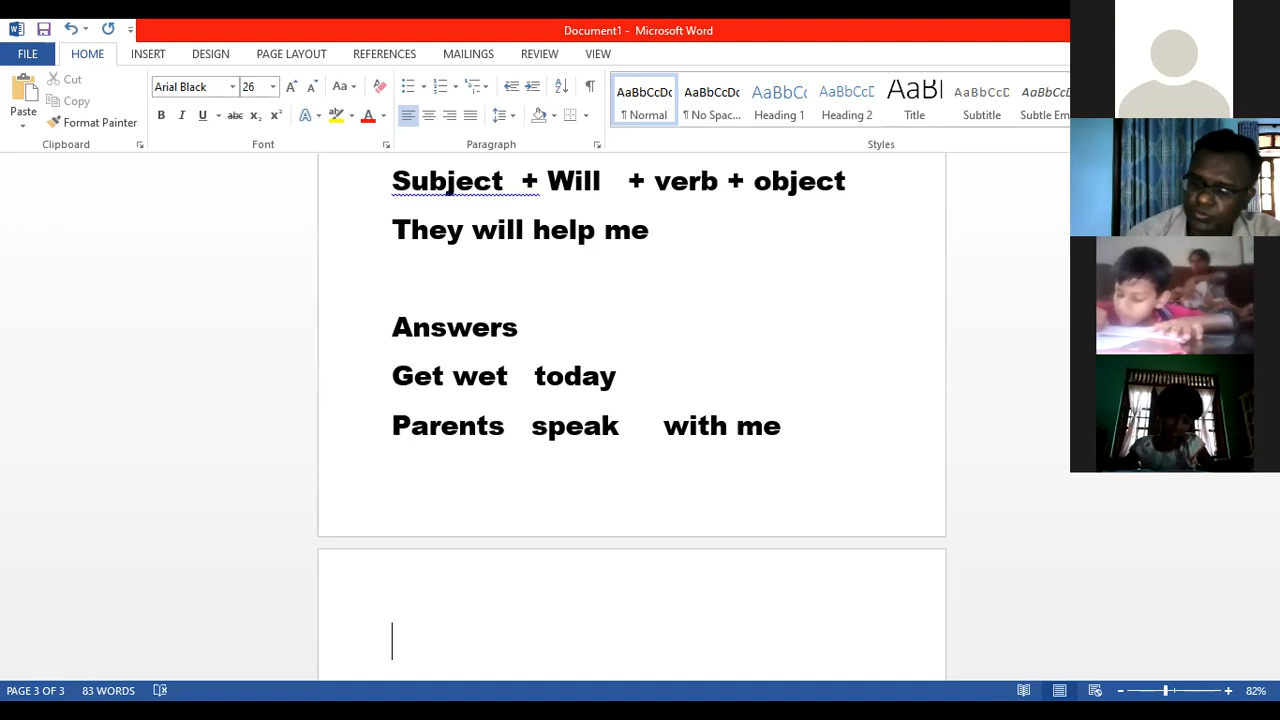 Document1 - Microsoft Word
FILE HOME INSERT DESIGN PAGE LAYOUT REFERENCES MAILINGS REVIEW VIEW
Paste
Cut
Copy
Format Painter
Clipboard
Arial Black 26
Font
Paragraph
AaBbCcDc AaBbCcDc AaBbCc AaBbCcD AaBl AaBbCcD AaBbCcDc
¶ Normal ¶ No Spac... Heading 1 Heading 2 Title Subtitle Subtle Em
Styles
Subject + Will + verb + object
They will help me
Answers
Get wet today
Parents speak with me
PAGE 3 OF 3 83 WORDS 82%